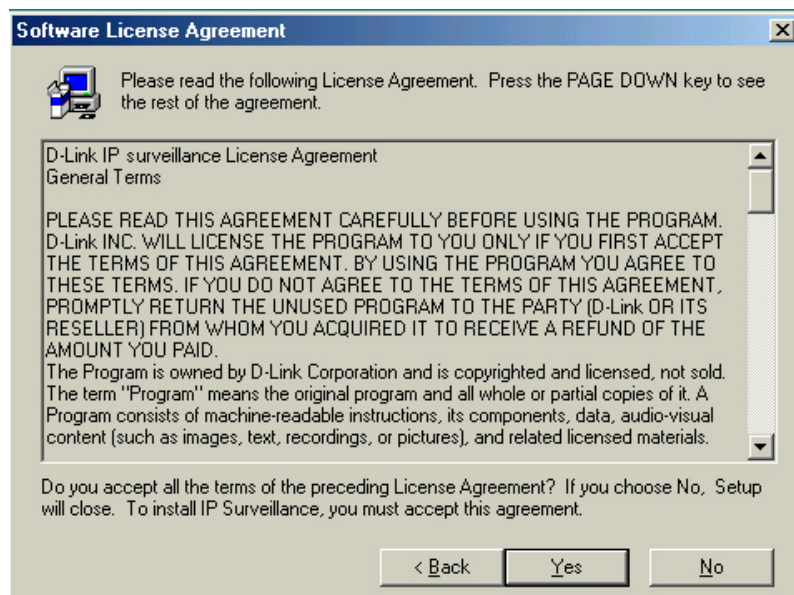 Software License Agreement
Please read the following License Agreement. Press the PAGE DOWN key to see
the rest of the agreement.
D-Link IP surveillance License Agreement
General Terms
PLEASE READ THIS AGREEMENT CAREFULLY BEFORE USING THE PROGRAM.
D-Link INC. WILL LICENSE THE PROGRAM TO YOU ONLY IF YOU FIRST ACCEPT
THE TERMS OF THIS AGREEMENT. BY USING THE PROGRAM YOU AGREE TO
THESE TERMS. IF YOU DO NOT AGREE TO THE TERMS OF THIS AGREEMENT,
PROMPTLY RETURN THE UNUSED PROGRAM TO THE PARTY (D-Link OR ITS
RESELLER) FROM WHOM YOU ACQUIRED IT TO RECEIVE A REFUND OF THE
AMOUNT YOU PAID.
The Program is owned by D-Link Corporation and is copyrighted and licensed, not sold.
The term "Program" means the original program and all whole or partial copies of it. A
Program consists of machine-readable instructions, its components, data, audio-visual
content (such as images, text, recordings, or pictures), and related licensed materials.
Do you accept all the terms of the preceding License Agreement? If you choose No, Setup
will close. To install IP Surveillance, you must accept this agreement.
< Back Yes No